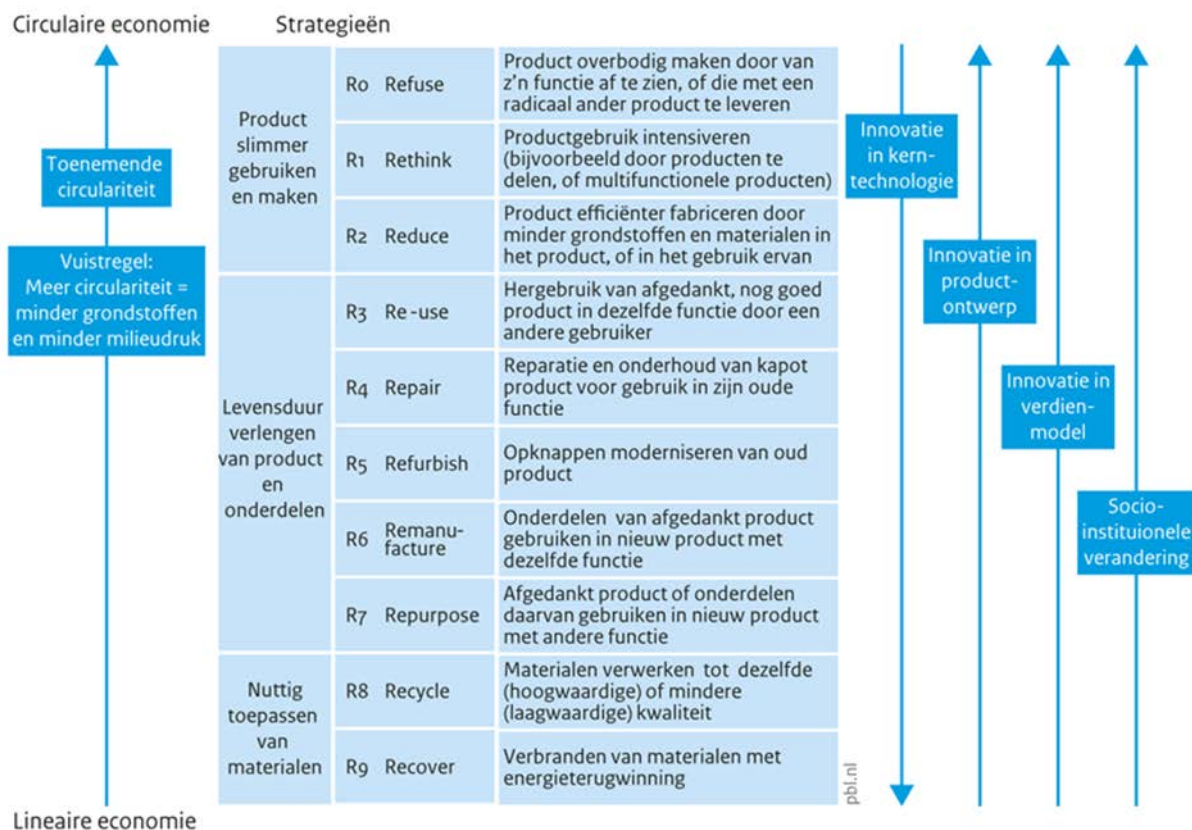 Circulaire economie
Strategieën
Toenemende
circulariteit
Vuistregel:
Meer circulariteit =
minder grondstoffen
en minder milieudruk
Lineaire economie
Product
slimmer
gebruiken
en maken
R0 Refuse
Product overbodig maken door van
z'n functie af te zien, of die met een
radicaal ander product te leveren
R1 Rethink
Productgebruik intensiveren
(bijvoorbeeld door producten te
delen, of multifunctionele producten)
R2 Reduce
Product efficiënter fabriceren door
minder grondstoffen en materialen in
het product, of in het gebruik ervan
Levensduur
verlengen
van product
en
onderdelen
R3 Re-use
Hergebruik van afgedankt, nog goed
product in dezelfde functie door een
andere gebruiker
R4 Repair
Reparatie en onderhoud van kapot
product voor gebruik in zijn oude
functie
R5 Refurbish
Opknappen moderniseren van oud
product
R6 Remanu-
facture
Onderdelen van afgedankt product
gebruiken in nieuw product met
dezelfde functie
R7 Repurpose
Afgedankt product of onderdelen
daarvan gebruiken in nieuw product
met andere functie
Nuttig
toepassen
van
materialen
R8 Recycle
Materialen verwerken tot dezelfde
(hoogwaardige) of mindere
(laagwaardige) kwaliteit
R9 Recover
Verbranden van materialen met
energieterugwinning
pbl.nl
Innovatie
in kern-
technologie
Innovatie in
product-
ontwerp
Innovatie in
verdien-
model
Socio-
instituionele
verandering